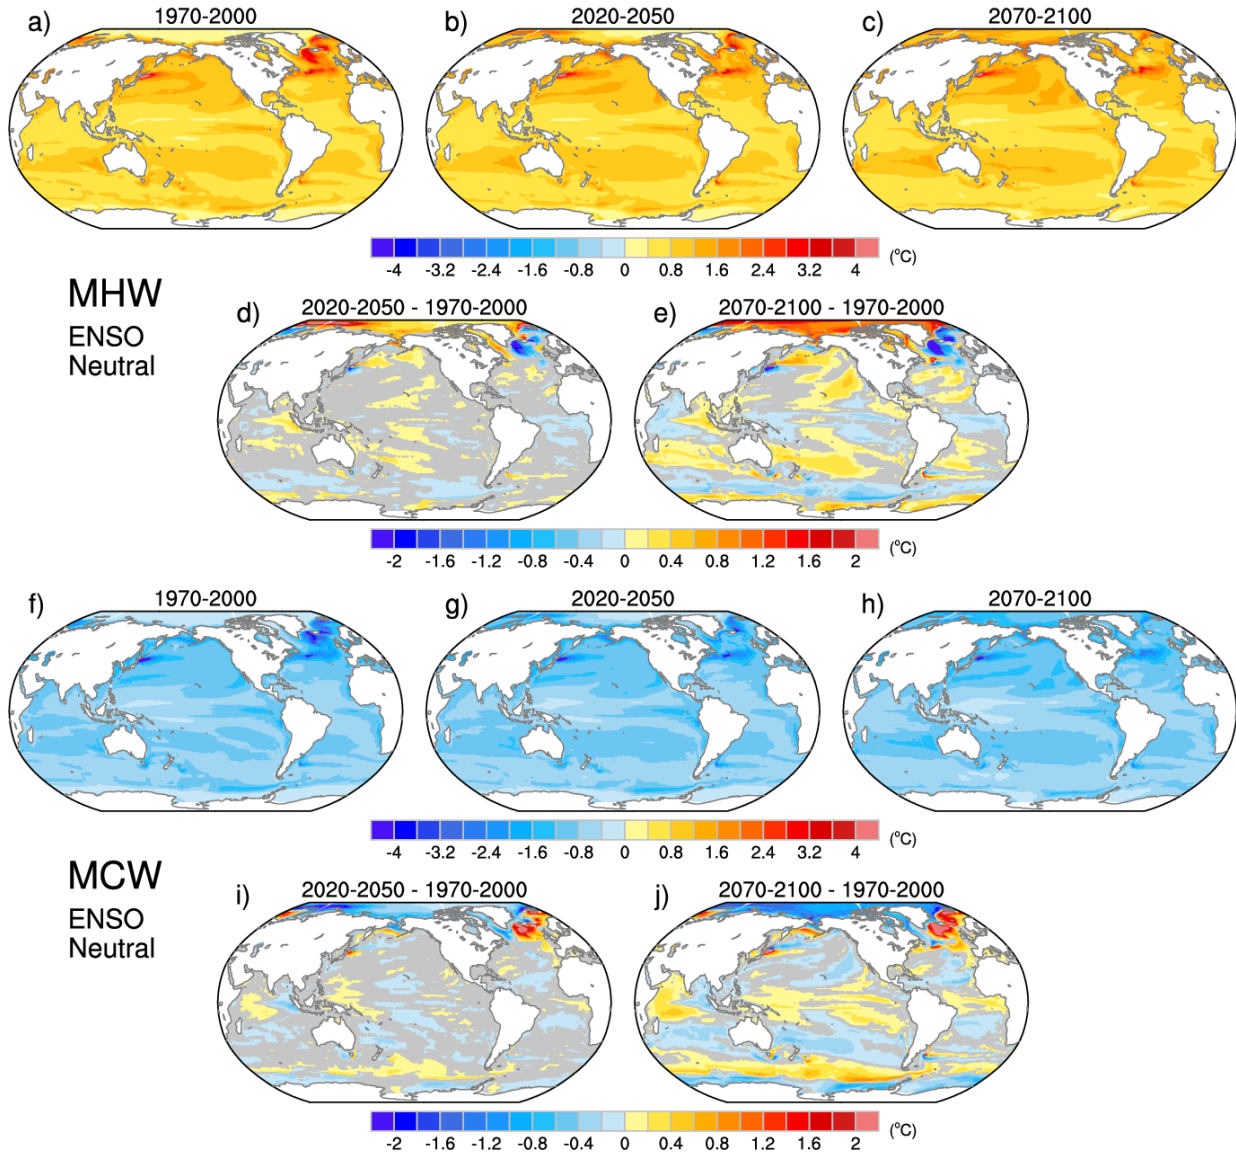 a) 1970-2000 b) 2020-2050 c) 2070-2100
-4 -3.2 -2.4 -1.6 -0.8 0 0.8 1.6 2.4 3.2 4 (°C)
MHW
ENSO
Neutral
d) 2020-2050 - 1970-2000 e) 2070-2100 - 1970-2000
-2 -1.6 -1.2 -0.8 -0.4 0 0.4 0.8 1.2 1.6 2 (°C)
f) 1970-2000 g) 2020-2050 h) 2070-2100
-4 -3.2 -2.4 -1.6 -0.8 0 0.8 1.6 2.4 3.2 4 (°C)
MCW
ENSO
Neutral
i) 2020-2050 - 1970-2000 j) 2070-2100 - 1970-2000
-2 -1.6 -1.2 -0.8 -0.4 0 0.4 0.8 1.2 1.6 2 (°C)